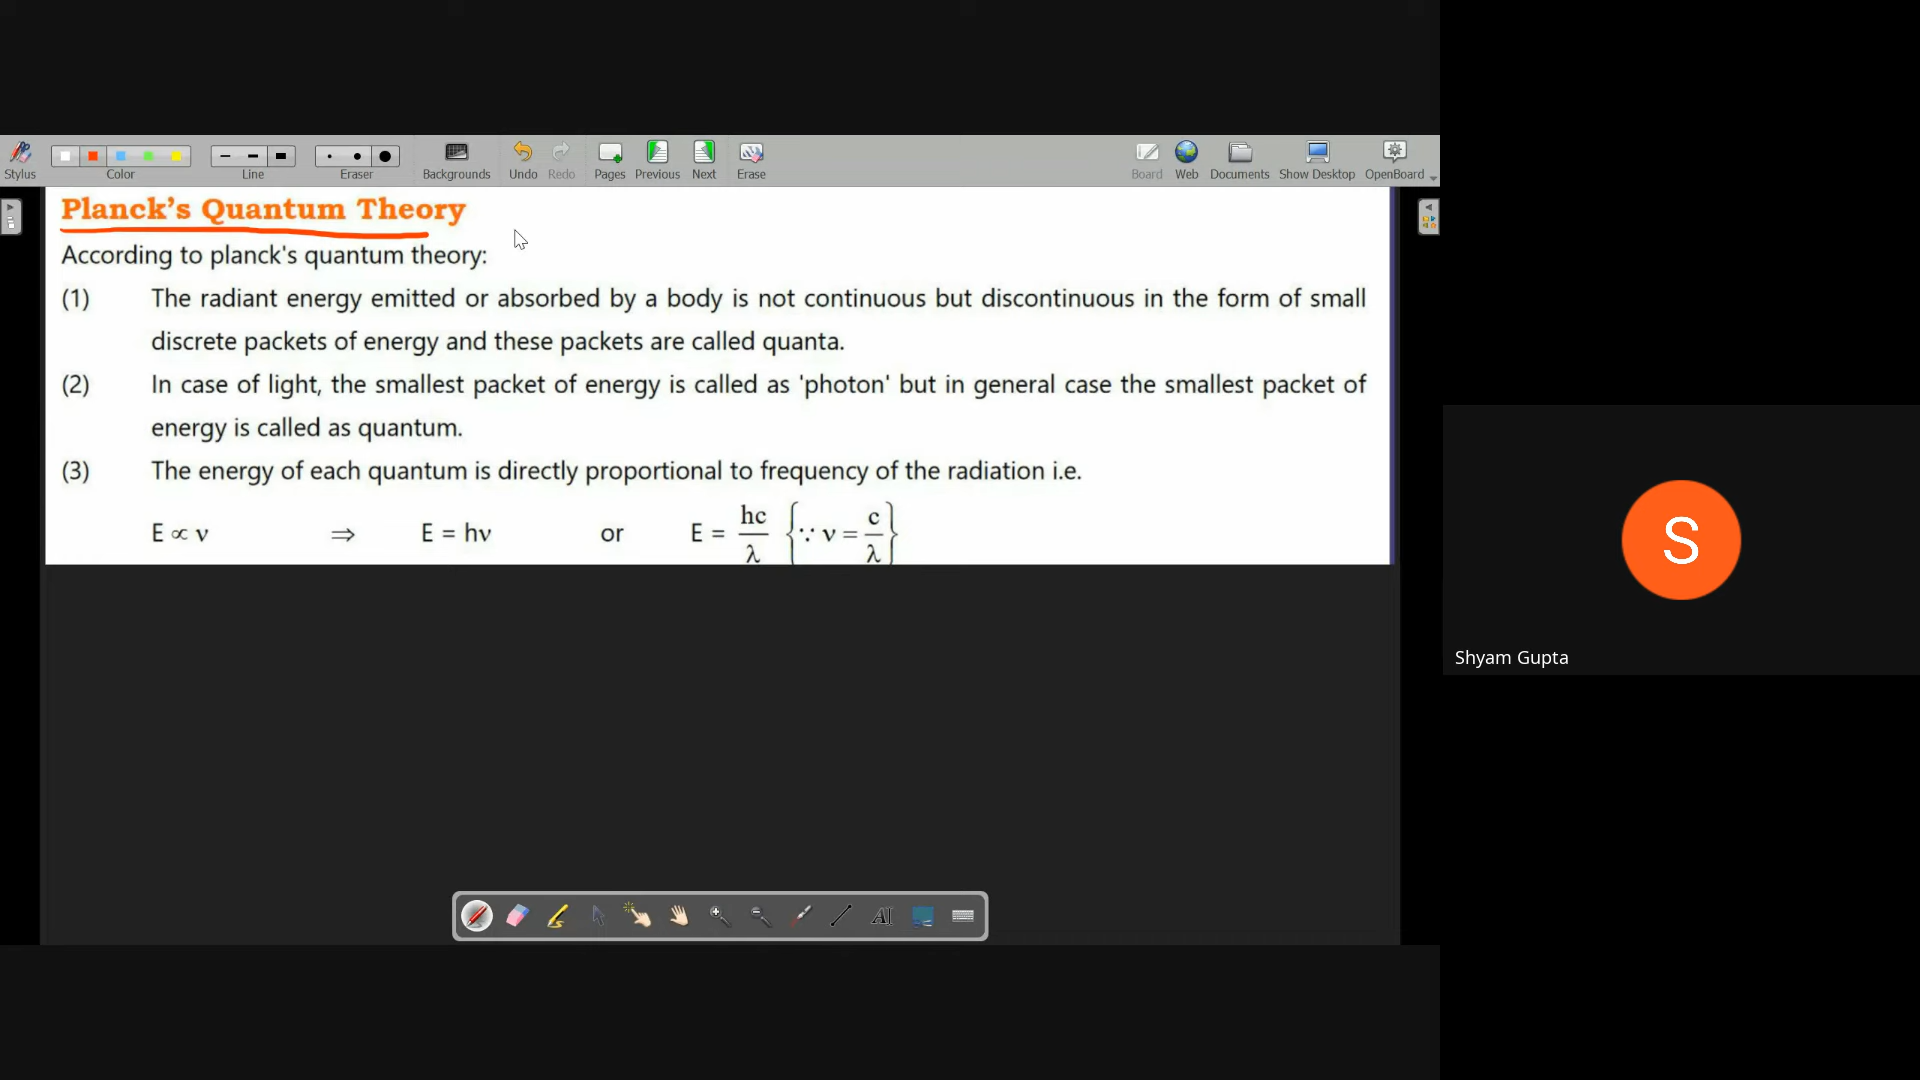 Stylus Color Line Eraser Backgrounds Undo Redo Pages Previous Next Erase Board Web Documents Show Desktop OpenBoard
Planck's Quantum Theory
According to planck's quantum theory:
(1) The radiant energy emitted or absorbed by a body is not continuous but discontinuous in the form of small
discrete packets of energy and these packets are called quanta.
(2) In case of light, the smallest packet of energy is called as 'photon' but in general case the smallest packet of
energy is called as quantum.
(3) The energy of each quantum is directly proportional to frequency of the radiation i.e.
E ∝ ν ⇒ E = hν or E = hc/λ {∵ ν = c/λ}
S
Shyam Gupta
AI